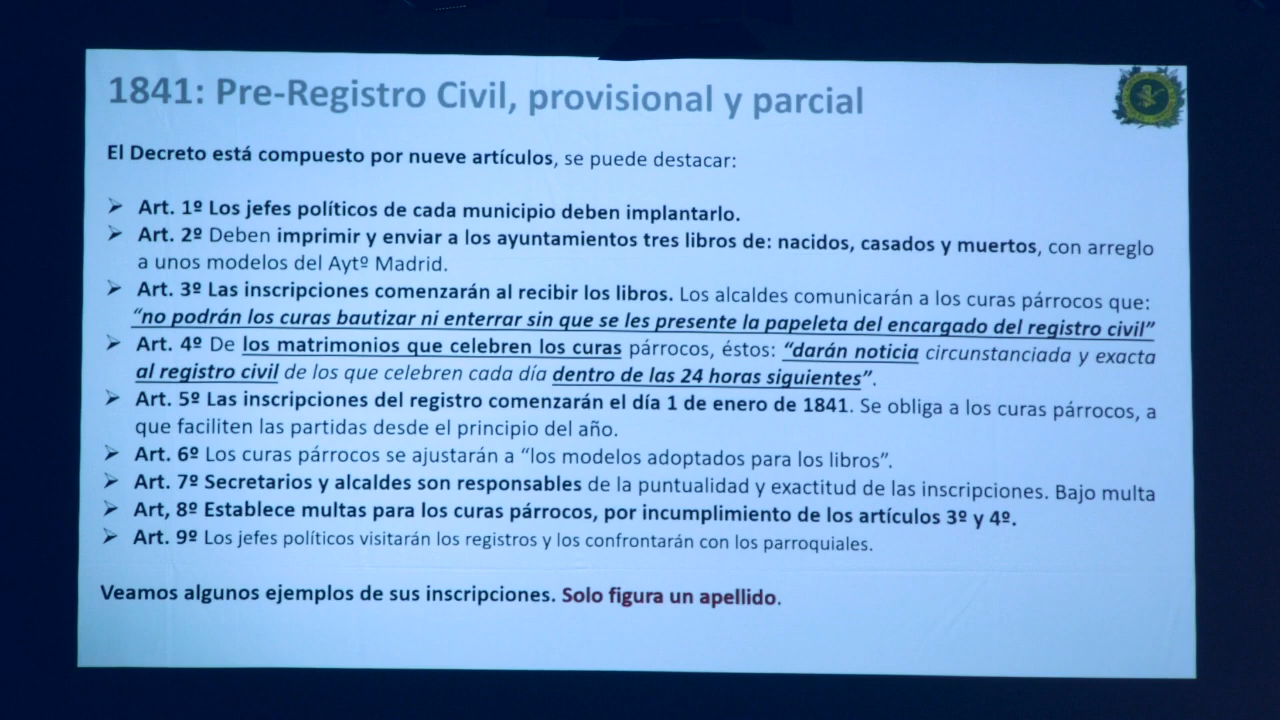 1841: Pre-Registro Civil, provisional y parcial
El Decreto está compuesto por nueve artículos, se puede destacar:
➢ Art. 1º Los jefes políticos de cada municipio deben implantarlo.
➢ Art. 2º Deben imprimir y enviar a los ayuntamientos tres libros de: nacidos, casados y muertos, con arreglo
a unos modelos del Aytº Madrid.
➢ Art. 3º Las inscripciones comenzarán al recibir los libros. Los alcaldes comunicarán a los curas párrocos que:
“no podrán los curas bautizar ni enterrar sin que se les presente la papeleta del encargado del registro civil”
➢ Art. 4º De los matrimonios que celebren los curas párrocos, éstos: “darán noticia circunstanciada y exacta
al registro civil de los que celebren cada día dentro de las 24 horas siguientes”.
➢ Art. 5º Las inscripciones del registro comenzarán el día 1 de enero de 1841. Se obliga a los curas párrocos, a
que faciliten las partidas desde el principio del año.
➢ Art. 6º Los curas párrocos se ajustarán a “los modelos adoptados para los libros”.
➢ Art. 7º Secretarios y alcaldes son responsables de la puntualidad y exactitud de las inscripciones. Bajo multa
➢ Art, 8º Establece multas para los curas párrocos, por incumplimiento de los artículos 3º y 4º.
➢ Art. 9º Los jefes políticos visitarán los registros y los confrontarán con los parroquiales.
Veamos algunos ejemplos de sus inscripciones. Solo figura un apellido.